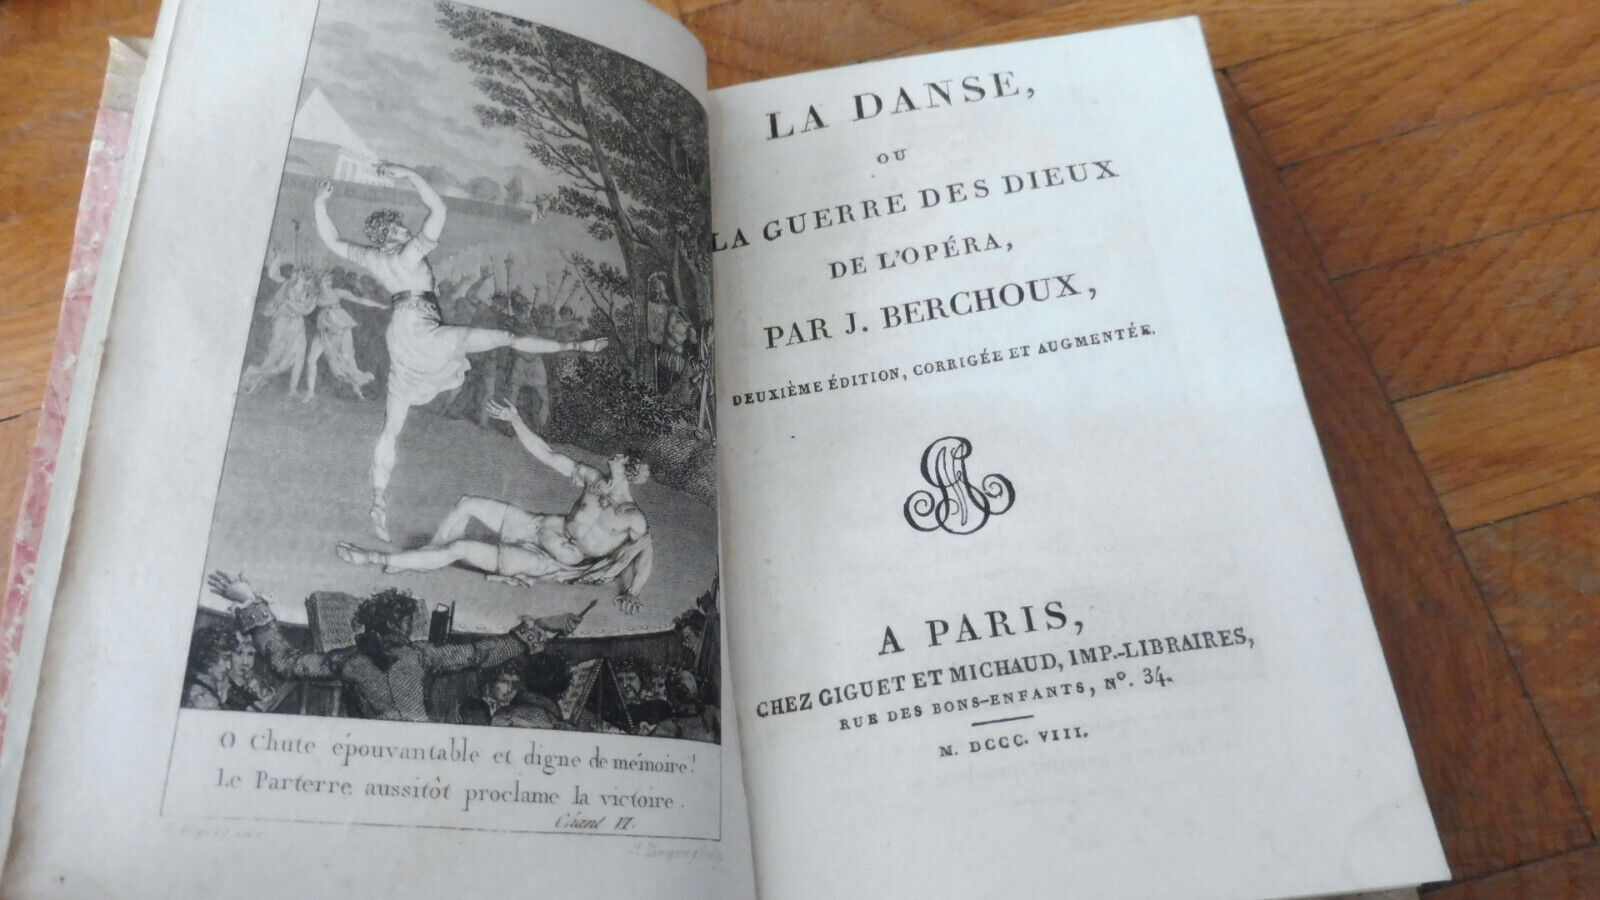 O Chute épouvantable et digne de mémoire!
Le Parterre aussitôt proclame la victoire.
Chant VI.
LA DANSE,
OU
LA GUERRE DES DIEUX
DE L'OPÉRA,
PAR J. BERCHOUX,
DEUXIÈME ÉDITION, CORRIGÉE ET AUGMENTÉE.
A PARIS,
CHEZ GIGUET ET MICHAUD, IMP.-LIBRAIRES,
RUE DES BONS-ENFANTS, N°. 34.
M. DCCC. VIII.